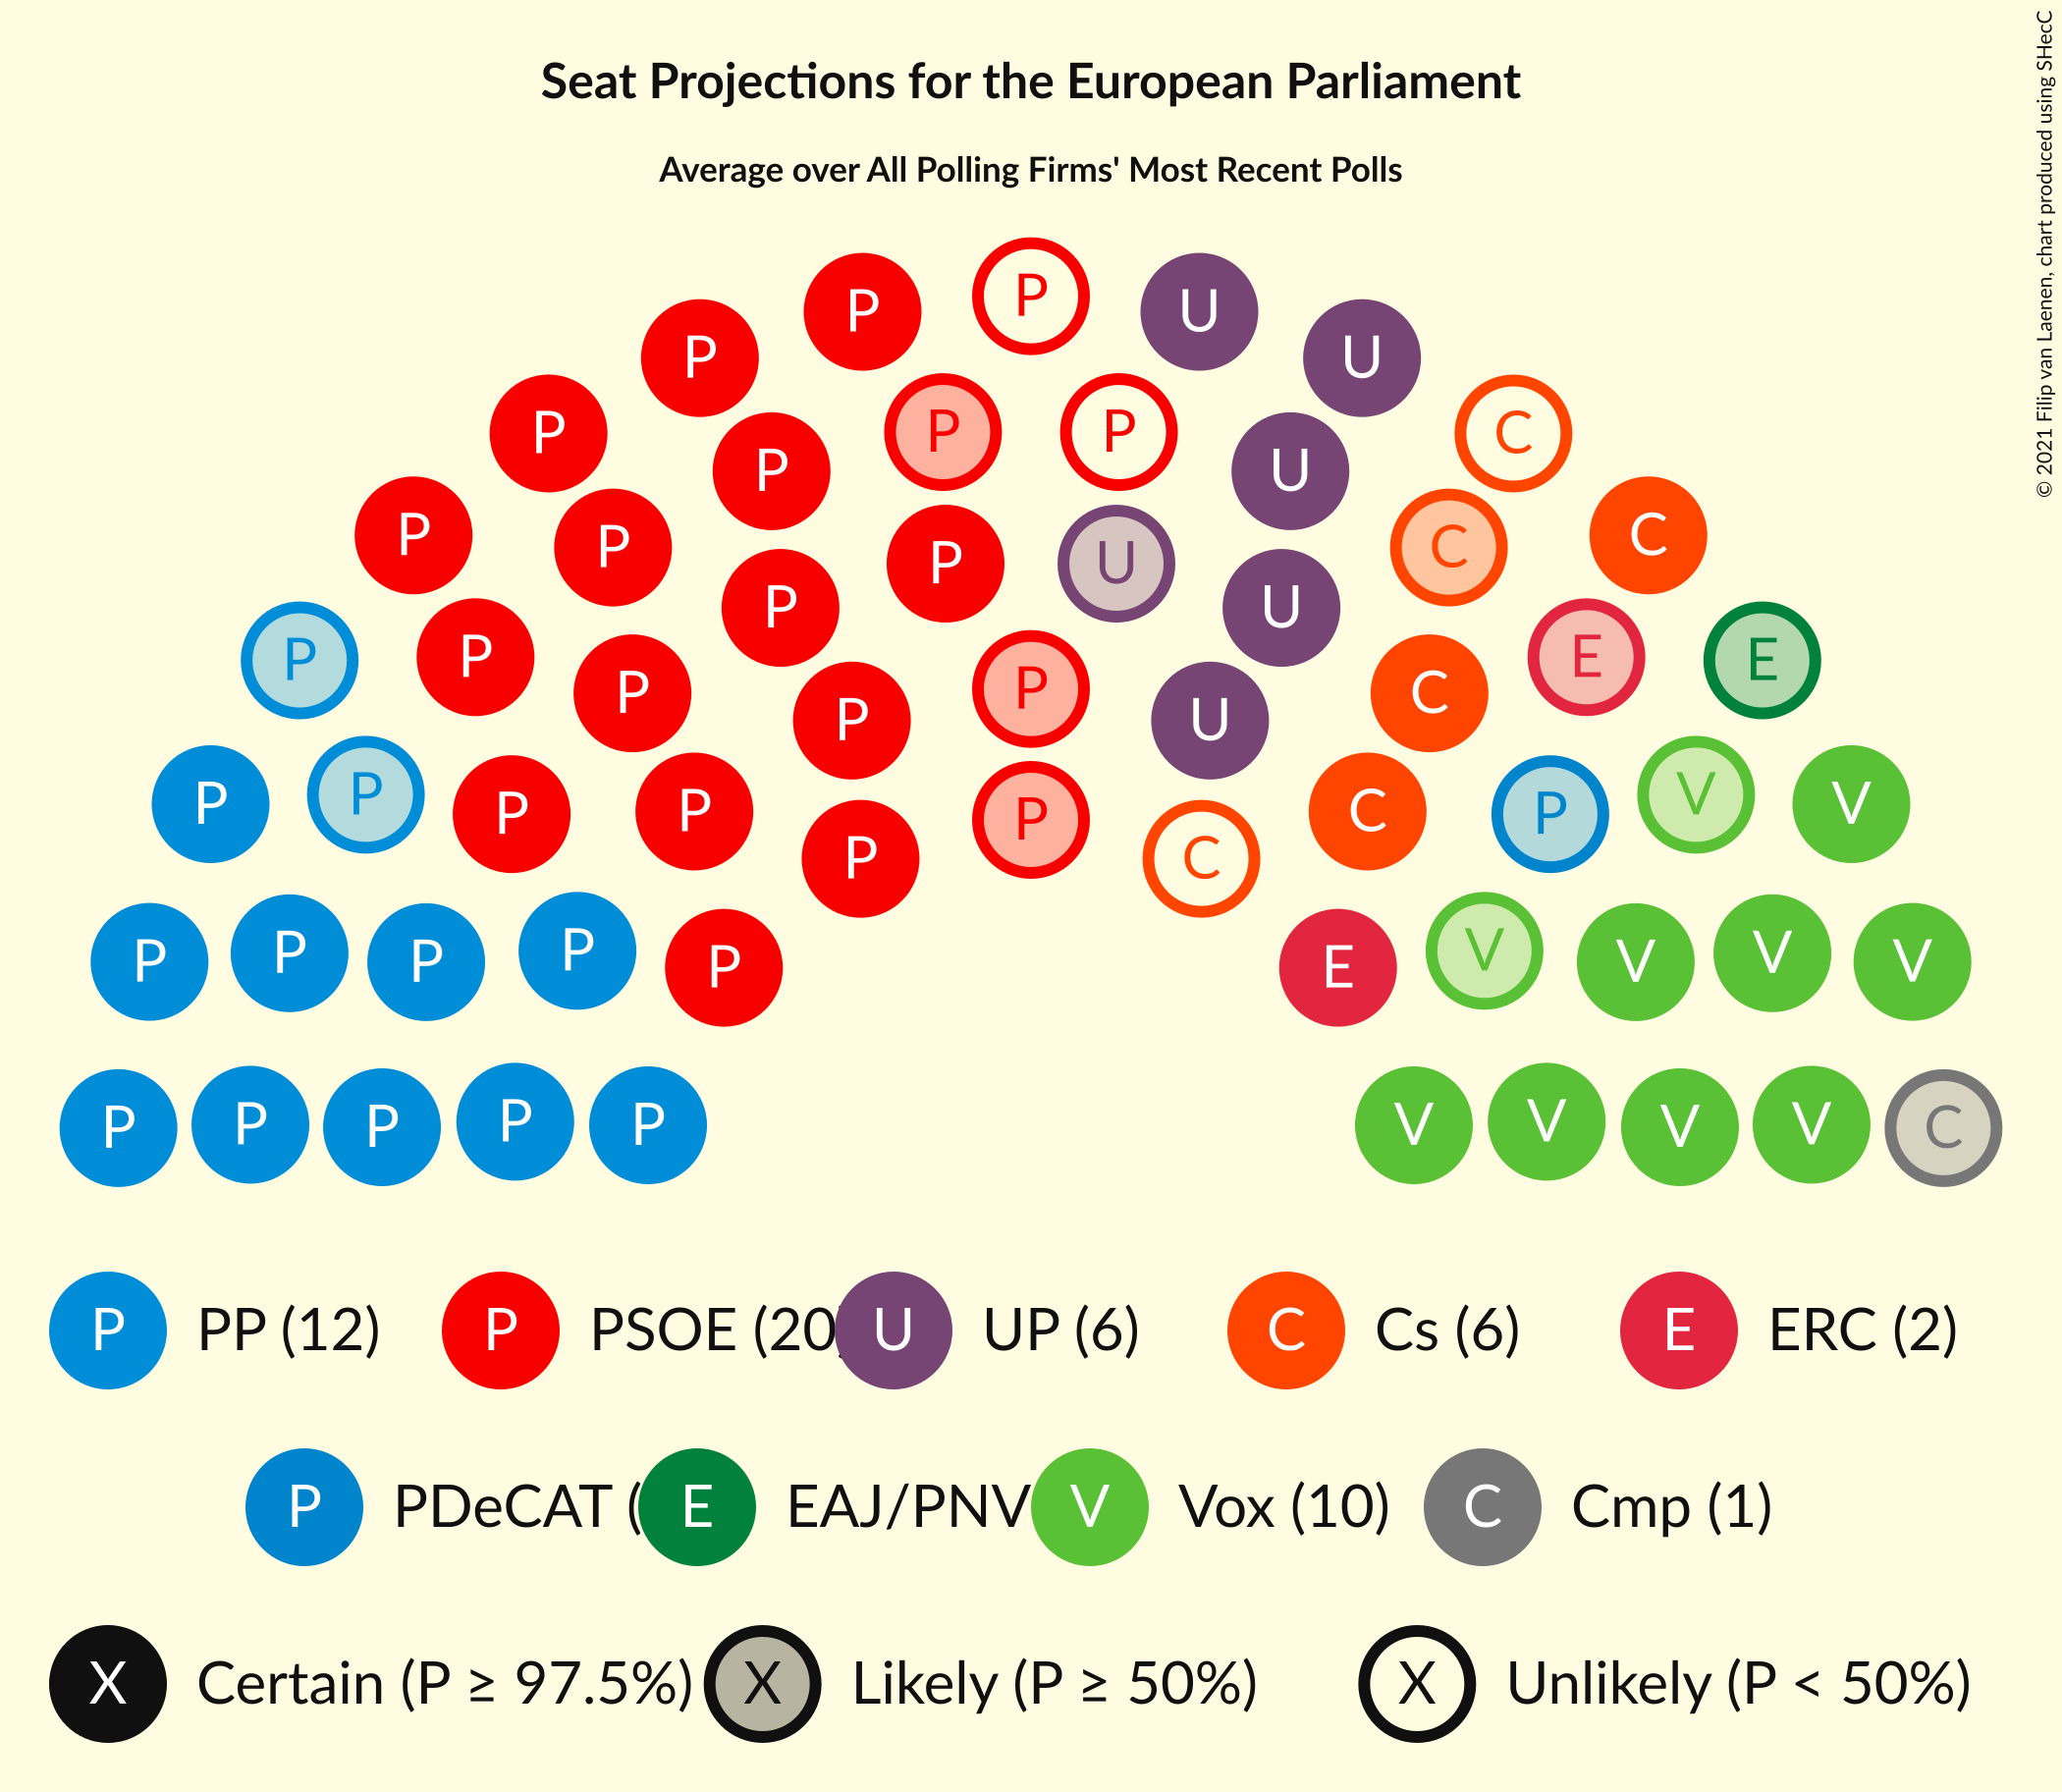 Seat Projections for the European Parliament
Average over All Polling Firms' Most Recent Polls
© 2021 Filip van Laenen, chart produced using SHecC
P
P U
P U
P P P C
P U
P C
P C
P U
P U
P P E E
P P C
P U
P P V V
P P P C P
P C
P P P P P E V V V V
P P P P P V V V V C
P PP (12) P PSOE (20 U UP (6) C Cs (6) E ERC (2)
P PDeCAT ( E EAJ/PNV V Vox (10) C Cmp (1)
X Certain (P ≥ 97.5%) X Likely (P ≥ 50%) X Unlikely (P < 50%)